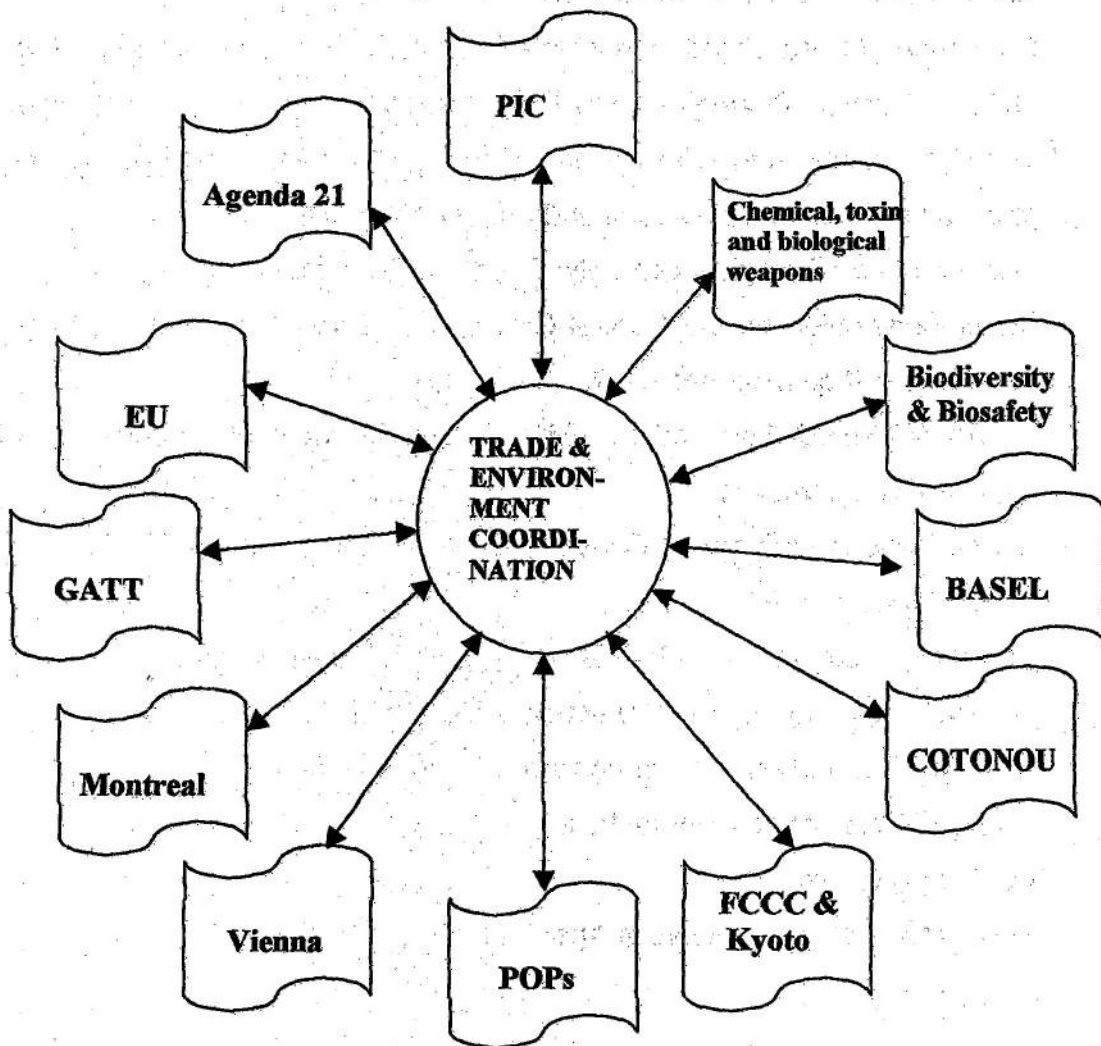 PIC
Agenda 21
Chemical, toxin
and biological
weapons
Biodiversity
& Biosafety
EU
TRADE &
ENVIRON-
MENT
COORDI-
NATION
GATT
BASEL
Montreal
COTONOU
Vienna
POPs
FCCC &
Kyoto